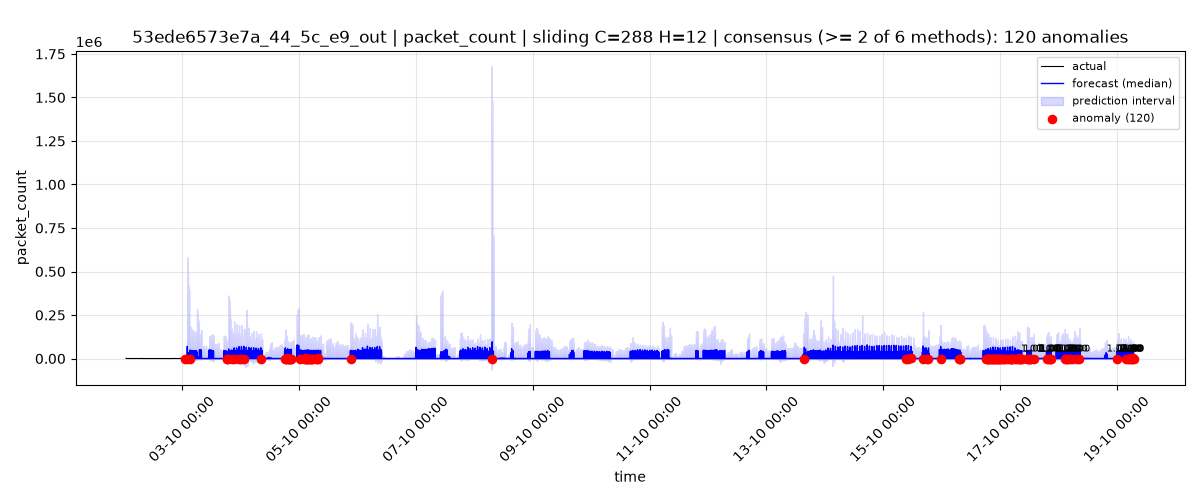 53ede6573e7a_44_5c_e9_out | packet_count | sliding C=288 H=12 | consensus (>= 2 of 6 methods): 120 anomalies
1e6
1.75
1.50
1.25
1.00
0.75
0.50
0.25
0.00
packet_count
actual
forecast (median)
prediction interval
anomaly (120)
03-10 00:00
05-10 00:00
07-10 00:00
09-10 00:00
11-10 00:00
13-10 00:00
15-10 00:00
17-10 00:00
19-10 00:00
time